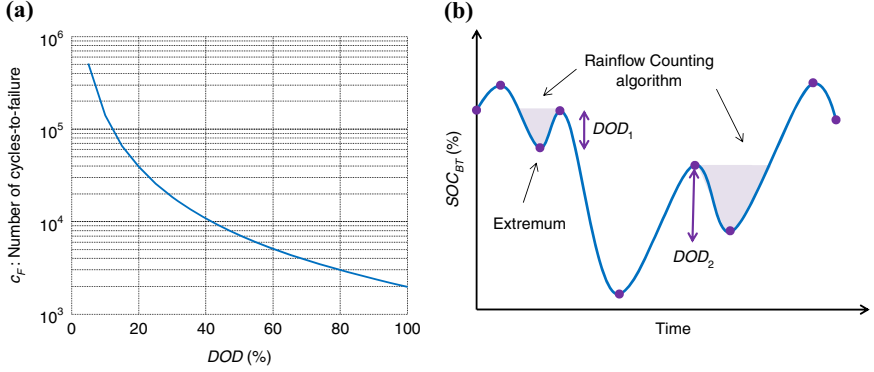 (a)
10^6
10^5
10^4
10^3
c_F : Number of cycles-to-failure
0 20 40 60 80 100
DOD (%)
(b)
Rainflow Counting
algorithm
DOD_1
SOC_BT (%)
Extremum
DOD_2
Time